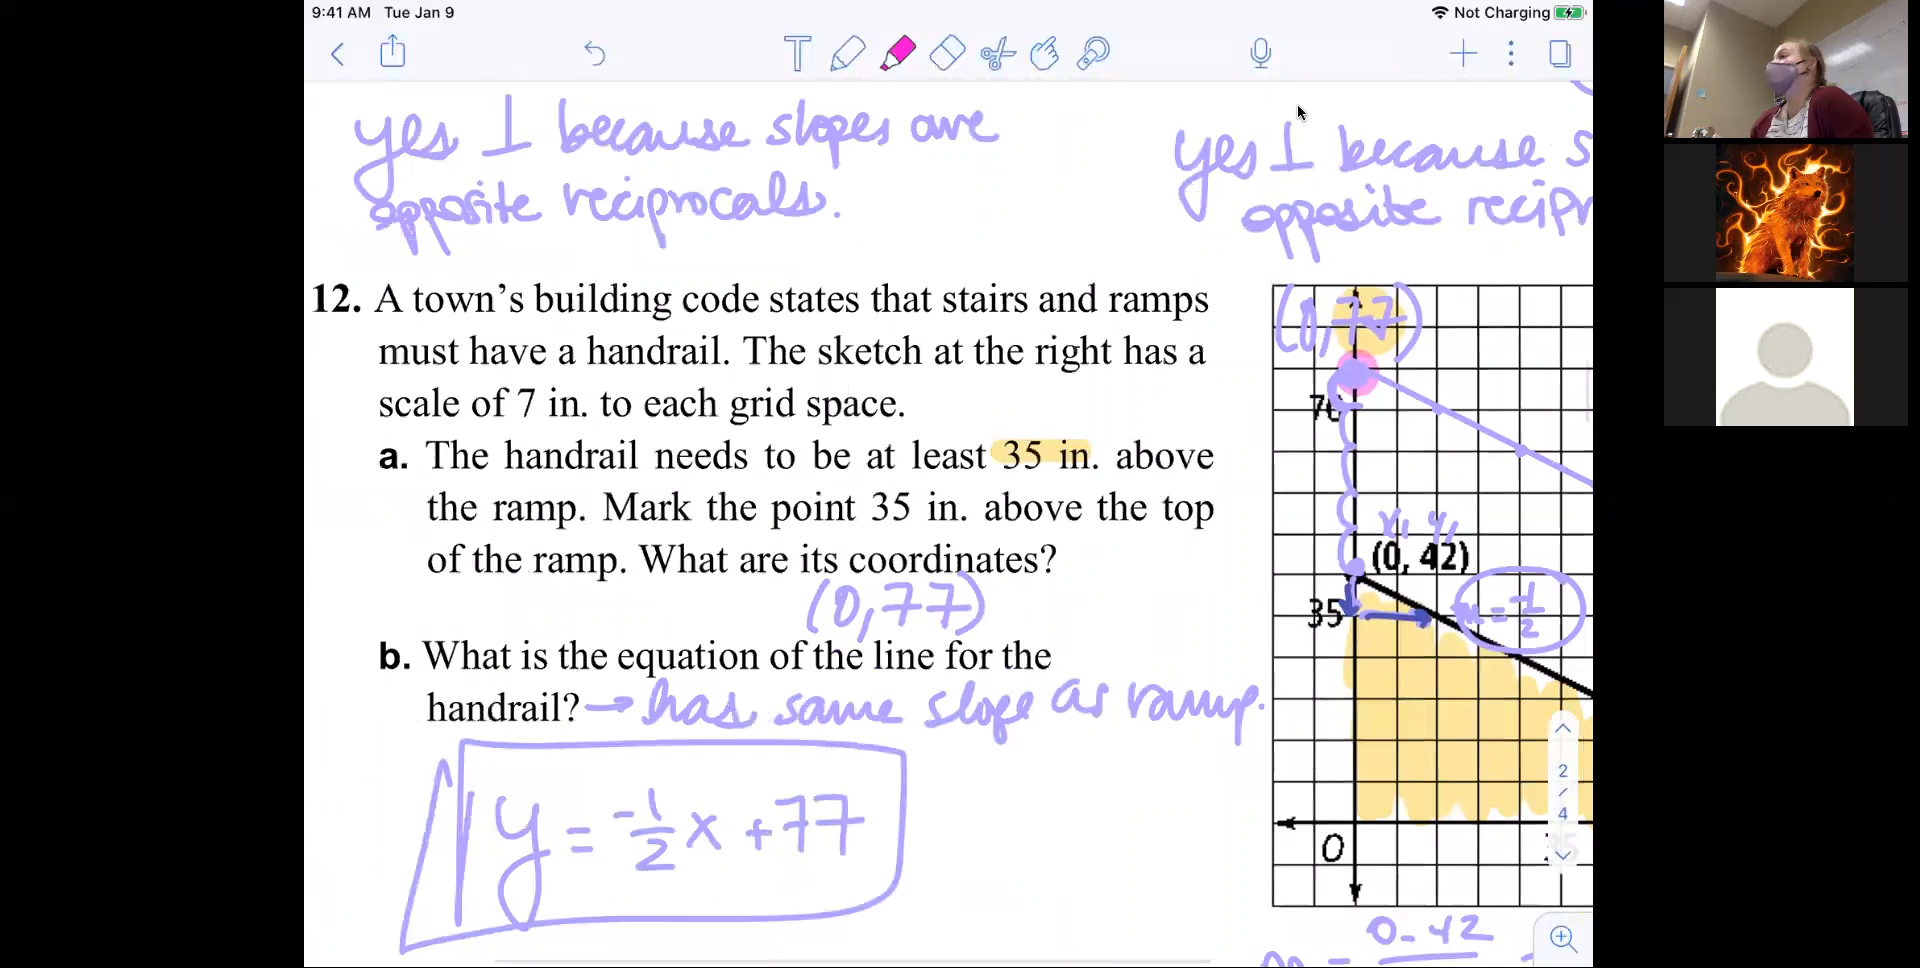 9:41 AM Tue Jan 9
Not Charging
yes ⊥ because slopes are
opposite reciprocals.
yes ⊥ because s
opposite recipr
12. A town's building code states that stairs and ramps
must have a handrail. The sketch at the right has a
scale of 7 in. to each grid space.
a. The handrail needs to be at least 35 in. above
the ramp. Mark the point 35 in. above the top
of the ramp. What are its coordinates?
(0,77)
b. What is the equation of the line for the
handrail? → has same slope as ramp.
y = -1/2 x + 77
(0,77)
70
x₁ y₁
(0, 42)
35
m = -1/2
O
2
/
4
0-42
m =